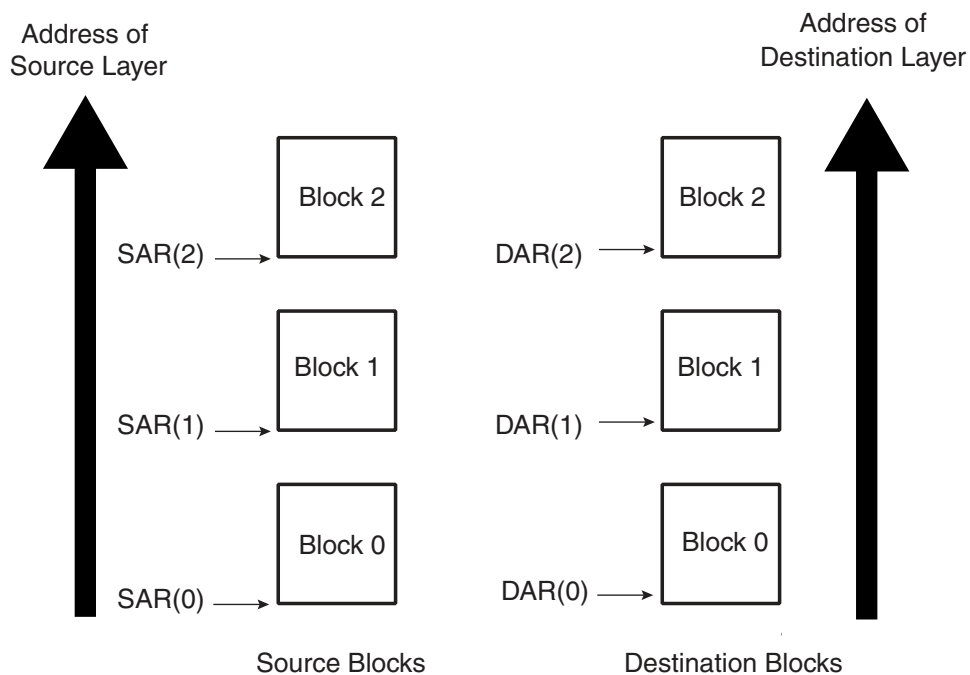 Address of
Source Layer
Address of
Destination Layer
Block 2
Block 2
SAR(2)
DAR(2)
Block 1
Block 1
SAR(1)
DAR(1)
Block 0
Block 0
SAR(0)
DAR(0)
Source Blocks
Destination Blocks